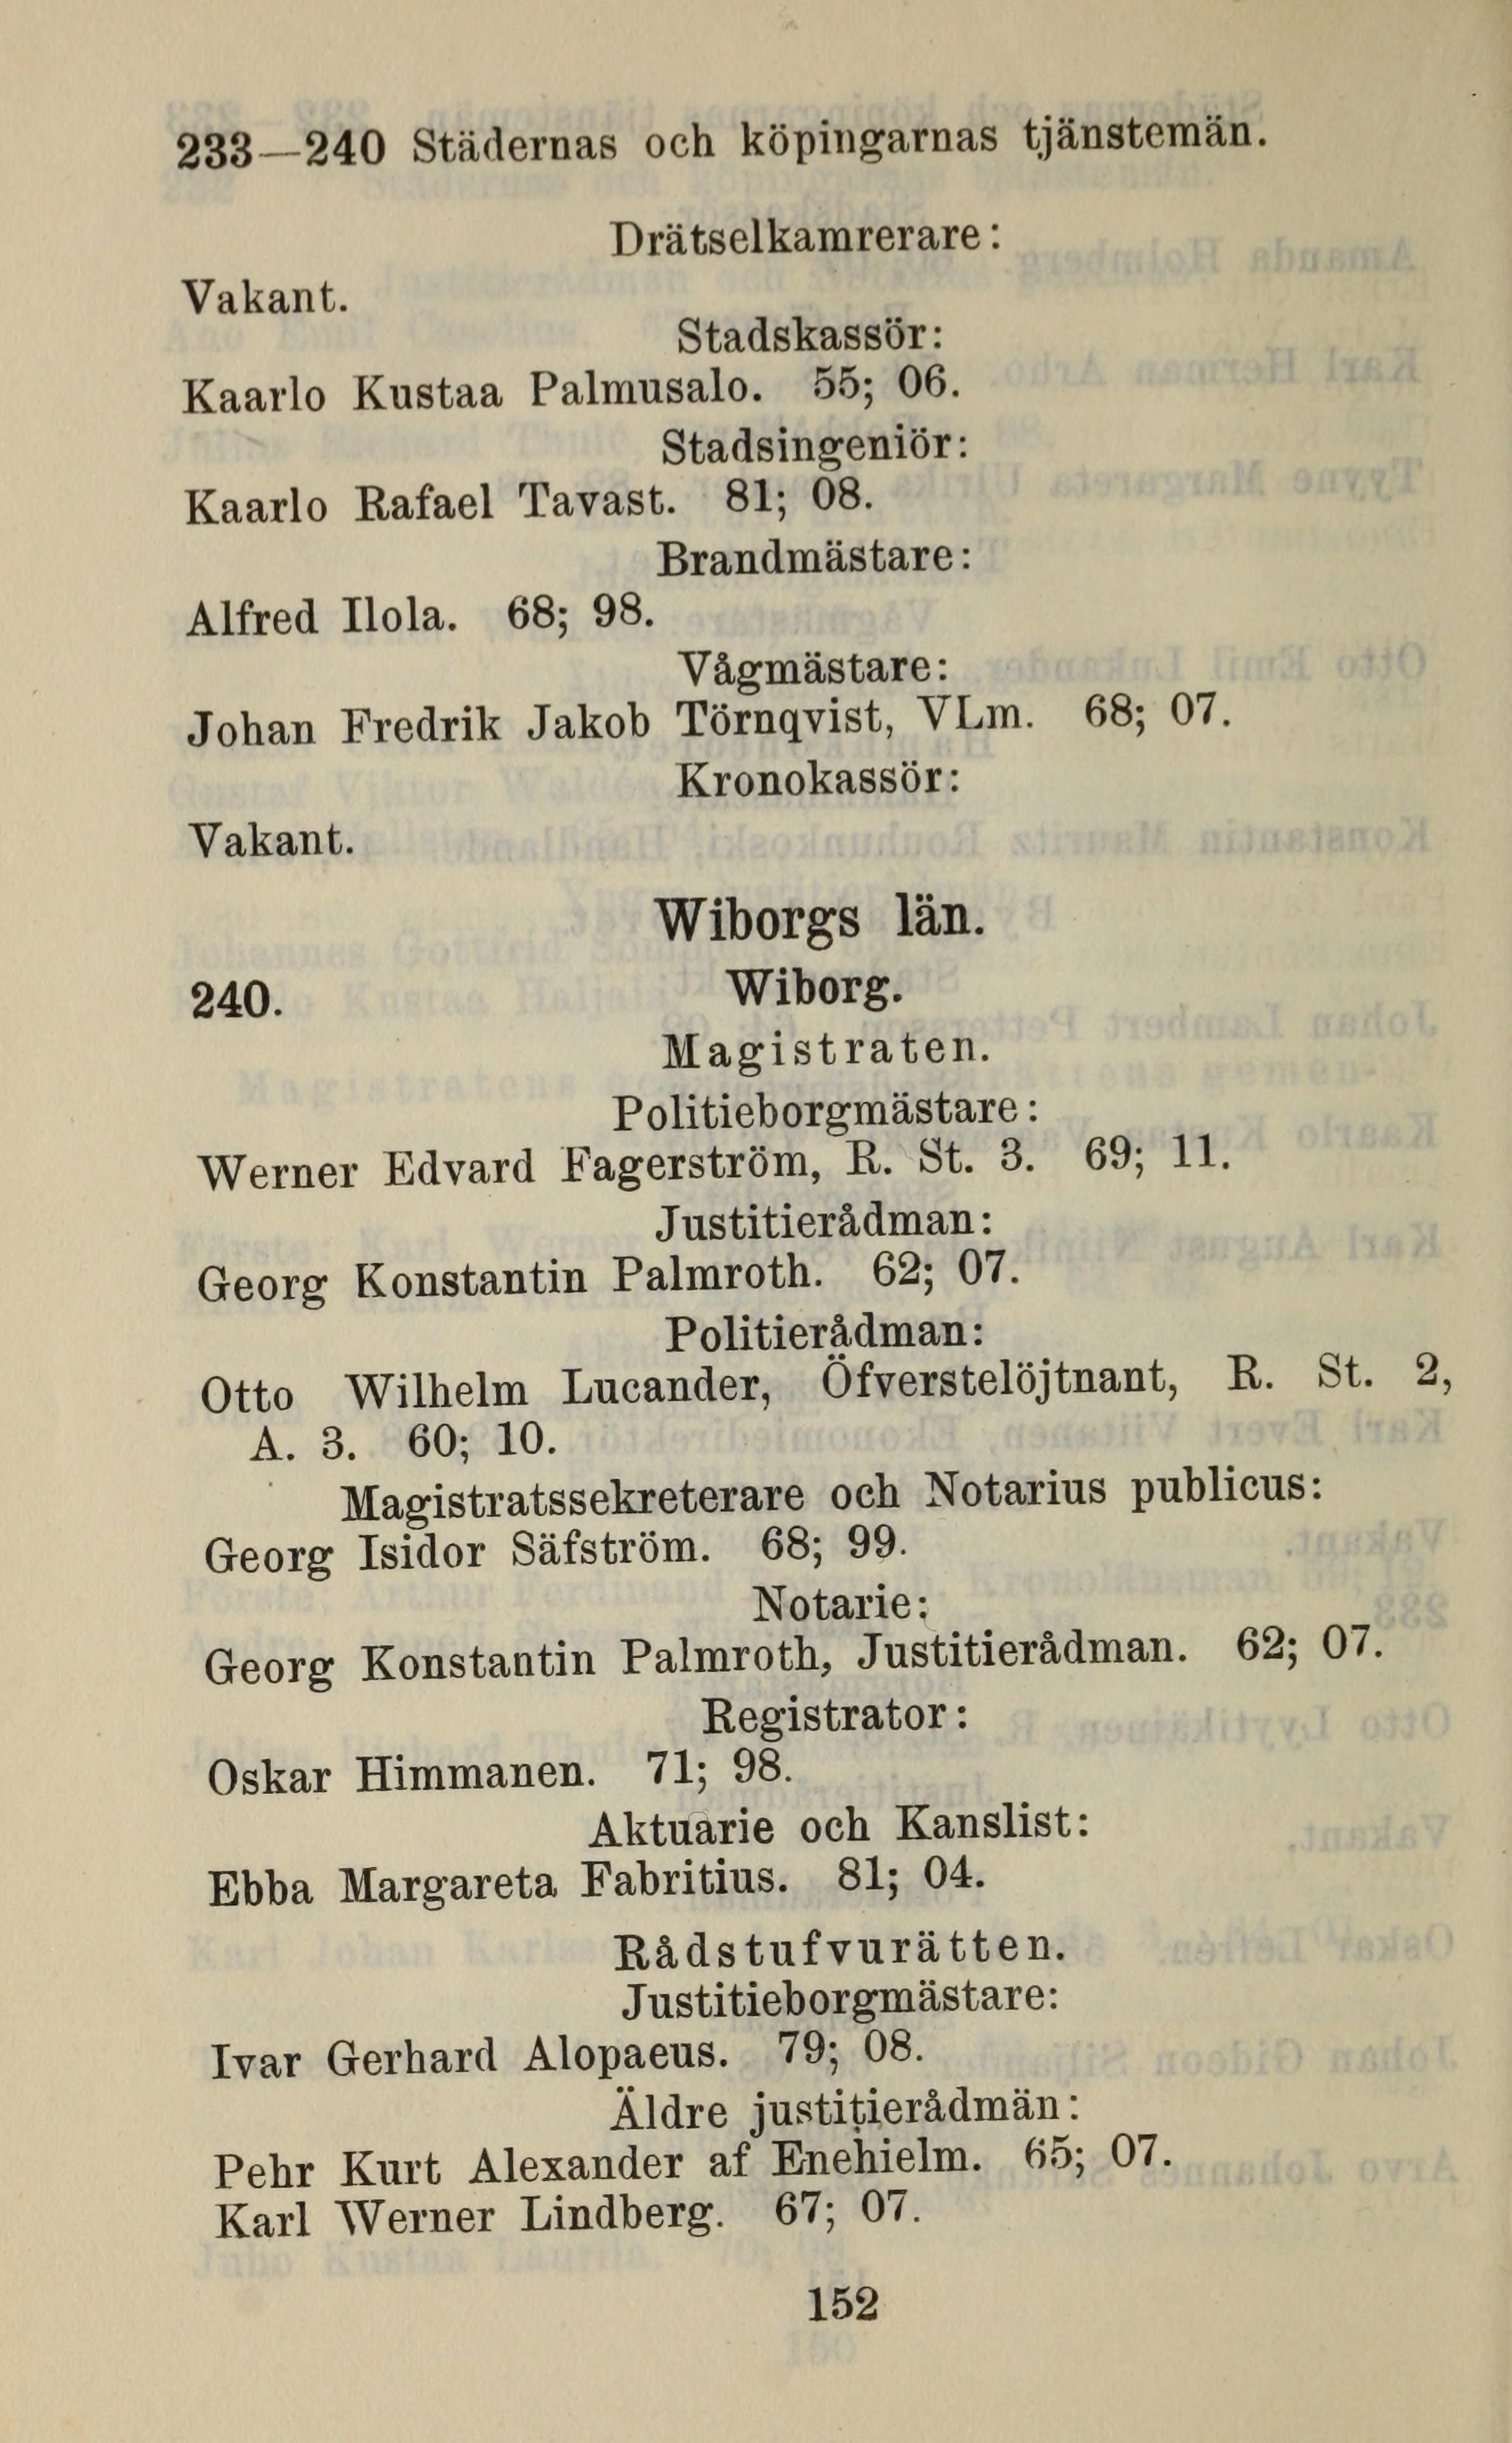 233—240 Städernas och köpingarnas tjänstemän.
Drätselkamrerare:
Vakant.
Stadskassör:
Kaarlo Kustaa Palmusalo. 55; 06.
Stadsingeniör:
Kaarlo Rafael Tavast. 81; 08.
Brandmästare:
Alfred Ilola. 68; 98.
Vågmästare:
Johan Fredrik Jakob Törnqvist, VLm. 68; 07.
Kronokassör:
Vakant.
Wiborgs län.
240. Wiborg.
Magistraten.
Politieborgmästare:
Werner Edvard Fagerström, R. St. 3. 69; 11.
Justitierådman:
Georg Konstantin Palmroth. 62; 07.
Politierådman:
Otto Wilhelm Lucander, Öfverstelöjtnant, R. St. 2,
A. 3. 60; 10.
Magistratssekreterare och Notarius publicus:
Georg Isidor Säfström. 68; 99.
Notarie:
Georg Konstantin Palmroth, Justitierådman. 62; 07.
Registrator:
Oskar Himmanen. 71; 98.
Aktuarie och Kanslist:
Ebba Margareta Fabritius. 81; 04.
Rådstufvurätten.
Justitieborgmästare:
Ivar Gerhard Alopaeus. 79; 08.
Äldre justitierådmän:
Pehr Kurt Alexander af Enehielm. 65; 07.
Karl Werner Lindberg. 67; 07.
152